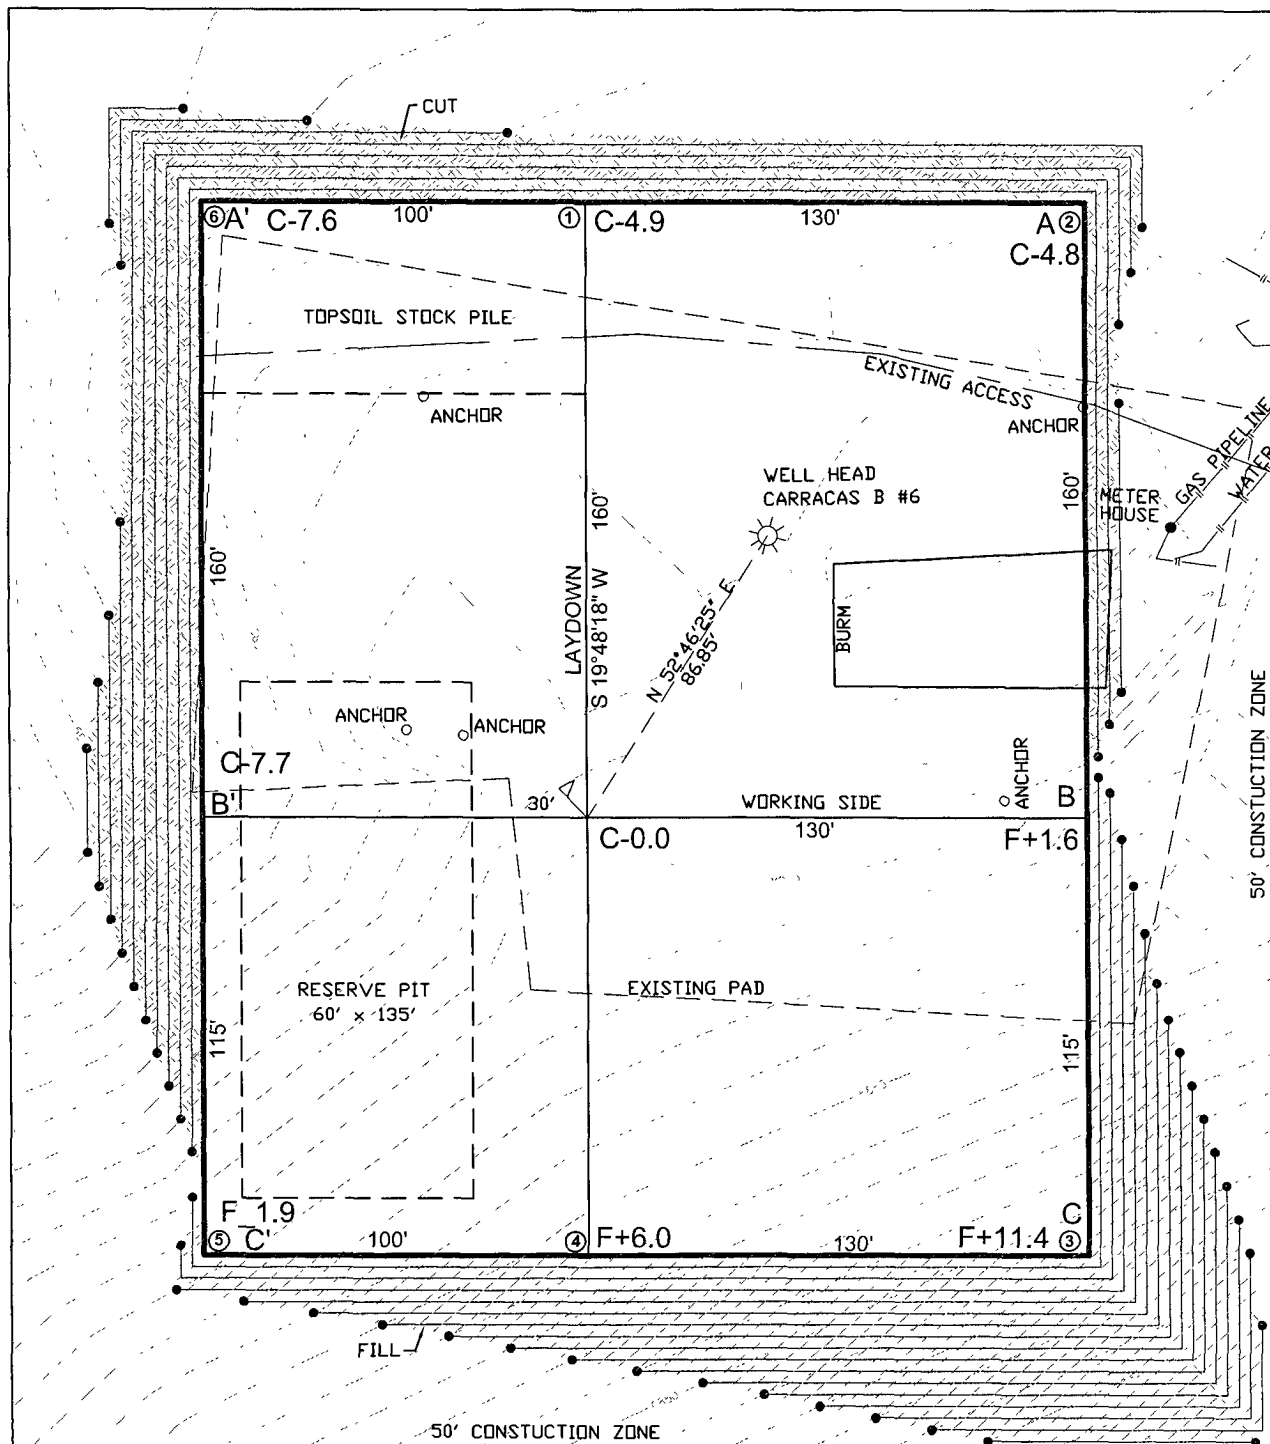 CUT
⑥A' C-7.6 100' ① C-4.9 130' A②
C-4.8
TOPSOIL STOCK PILE
EXISTING ACCESS
ANCHOR
ANCHOR
GAS PIPELINE
WATER
WELL HEAD
CARRACAS B #6
METER
HOUSE
160'
160'
160'
LAYDOWN
S 19°48'18" W
N 52°46'25" E
86.85'
BURM
ANCHOR
ANCHOR
ANCHOR
C-7.7
B' 30' WORKING SIDE B
C-0.0 130' F+1.6
50' CONSTUCTION ZONE
RESERVE PIT
60' x 135'
EXISTING PAD
115'
115'
F_1.9 C
⑤ C' 100' ④ F+6.0 130' F+11.4 ③
FILL
50' CONSTUCTION ZONE